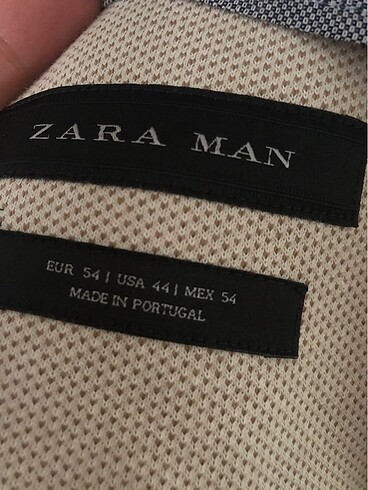 ZARA MAN
EUR 54 | USA 44 | MEX 54
MADE IN PORTUGAL